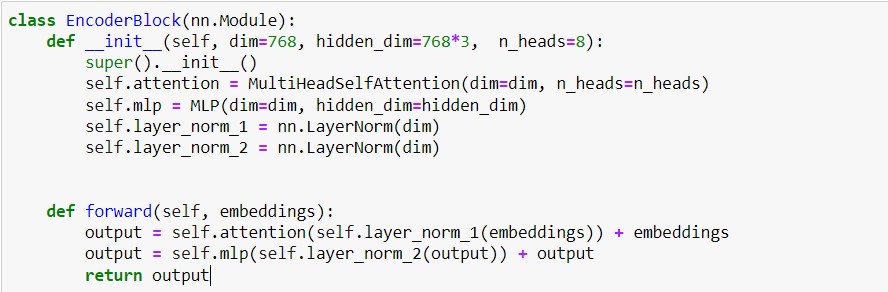 class EncoderBlock(nn.Module):
    def __init__(self, dim=768, hidden_dim=768*3,  n_heads=8):
        super().__init__()
        self.attention = MultiHeadSelfAttention(dim=dim, n_heads=n_heads)
        self.mlp = MLP(dim=dim, hidden_dim=hidden_dim)
        self.layer_norm_1 = nn.LayerNorm(dim)
        self.layer_norm_2 = nn.LayerNorm(dim)
    def forward(self, embeddings):
        output = self.attention(self.layer_norm_1(embeddings)) + embeddings
        output = self.mlp(self.layer_norm_2(output)) + output
        return output